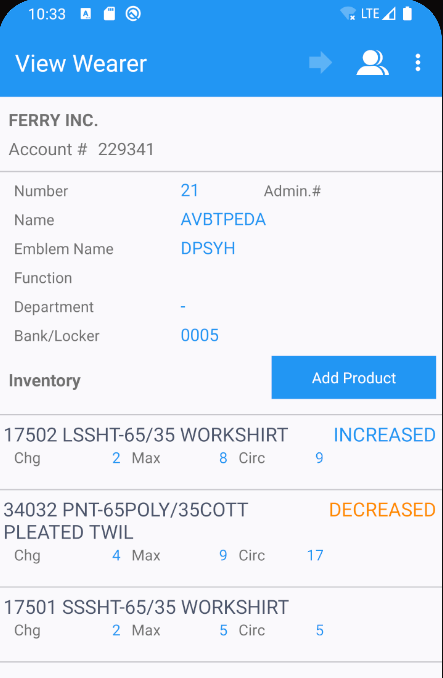 10:33 LTE
View Wearer
FERRY INC.
Account # 229341
Number 21 Admin.#
Name AVBTPEDA
Emblem Name DPSYH
Function
Department -
Bank/Locker 0005
Inventory Add Product
17502 LSSHT-65/35 WORKSHIRT INCREASED
Chg 2 Max 8 Circ 9
34032 PNT-65POLY/35COTT DECREASED
PLEATED TWIL
Chg 4 Max 9 Circ 17
17501 SSSHT-65/35 WORKSHIRT
Chg 2 Max 5 Circ 5